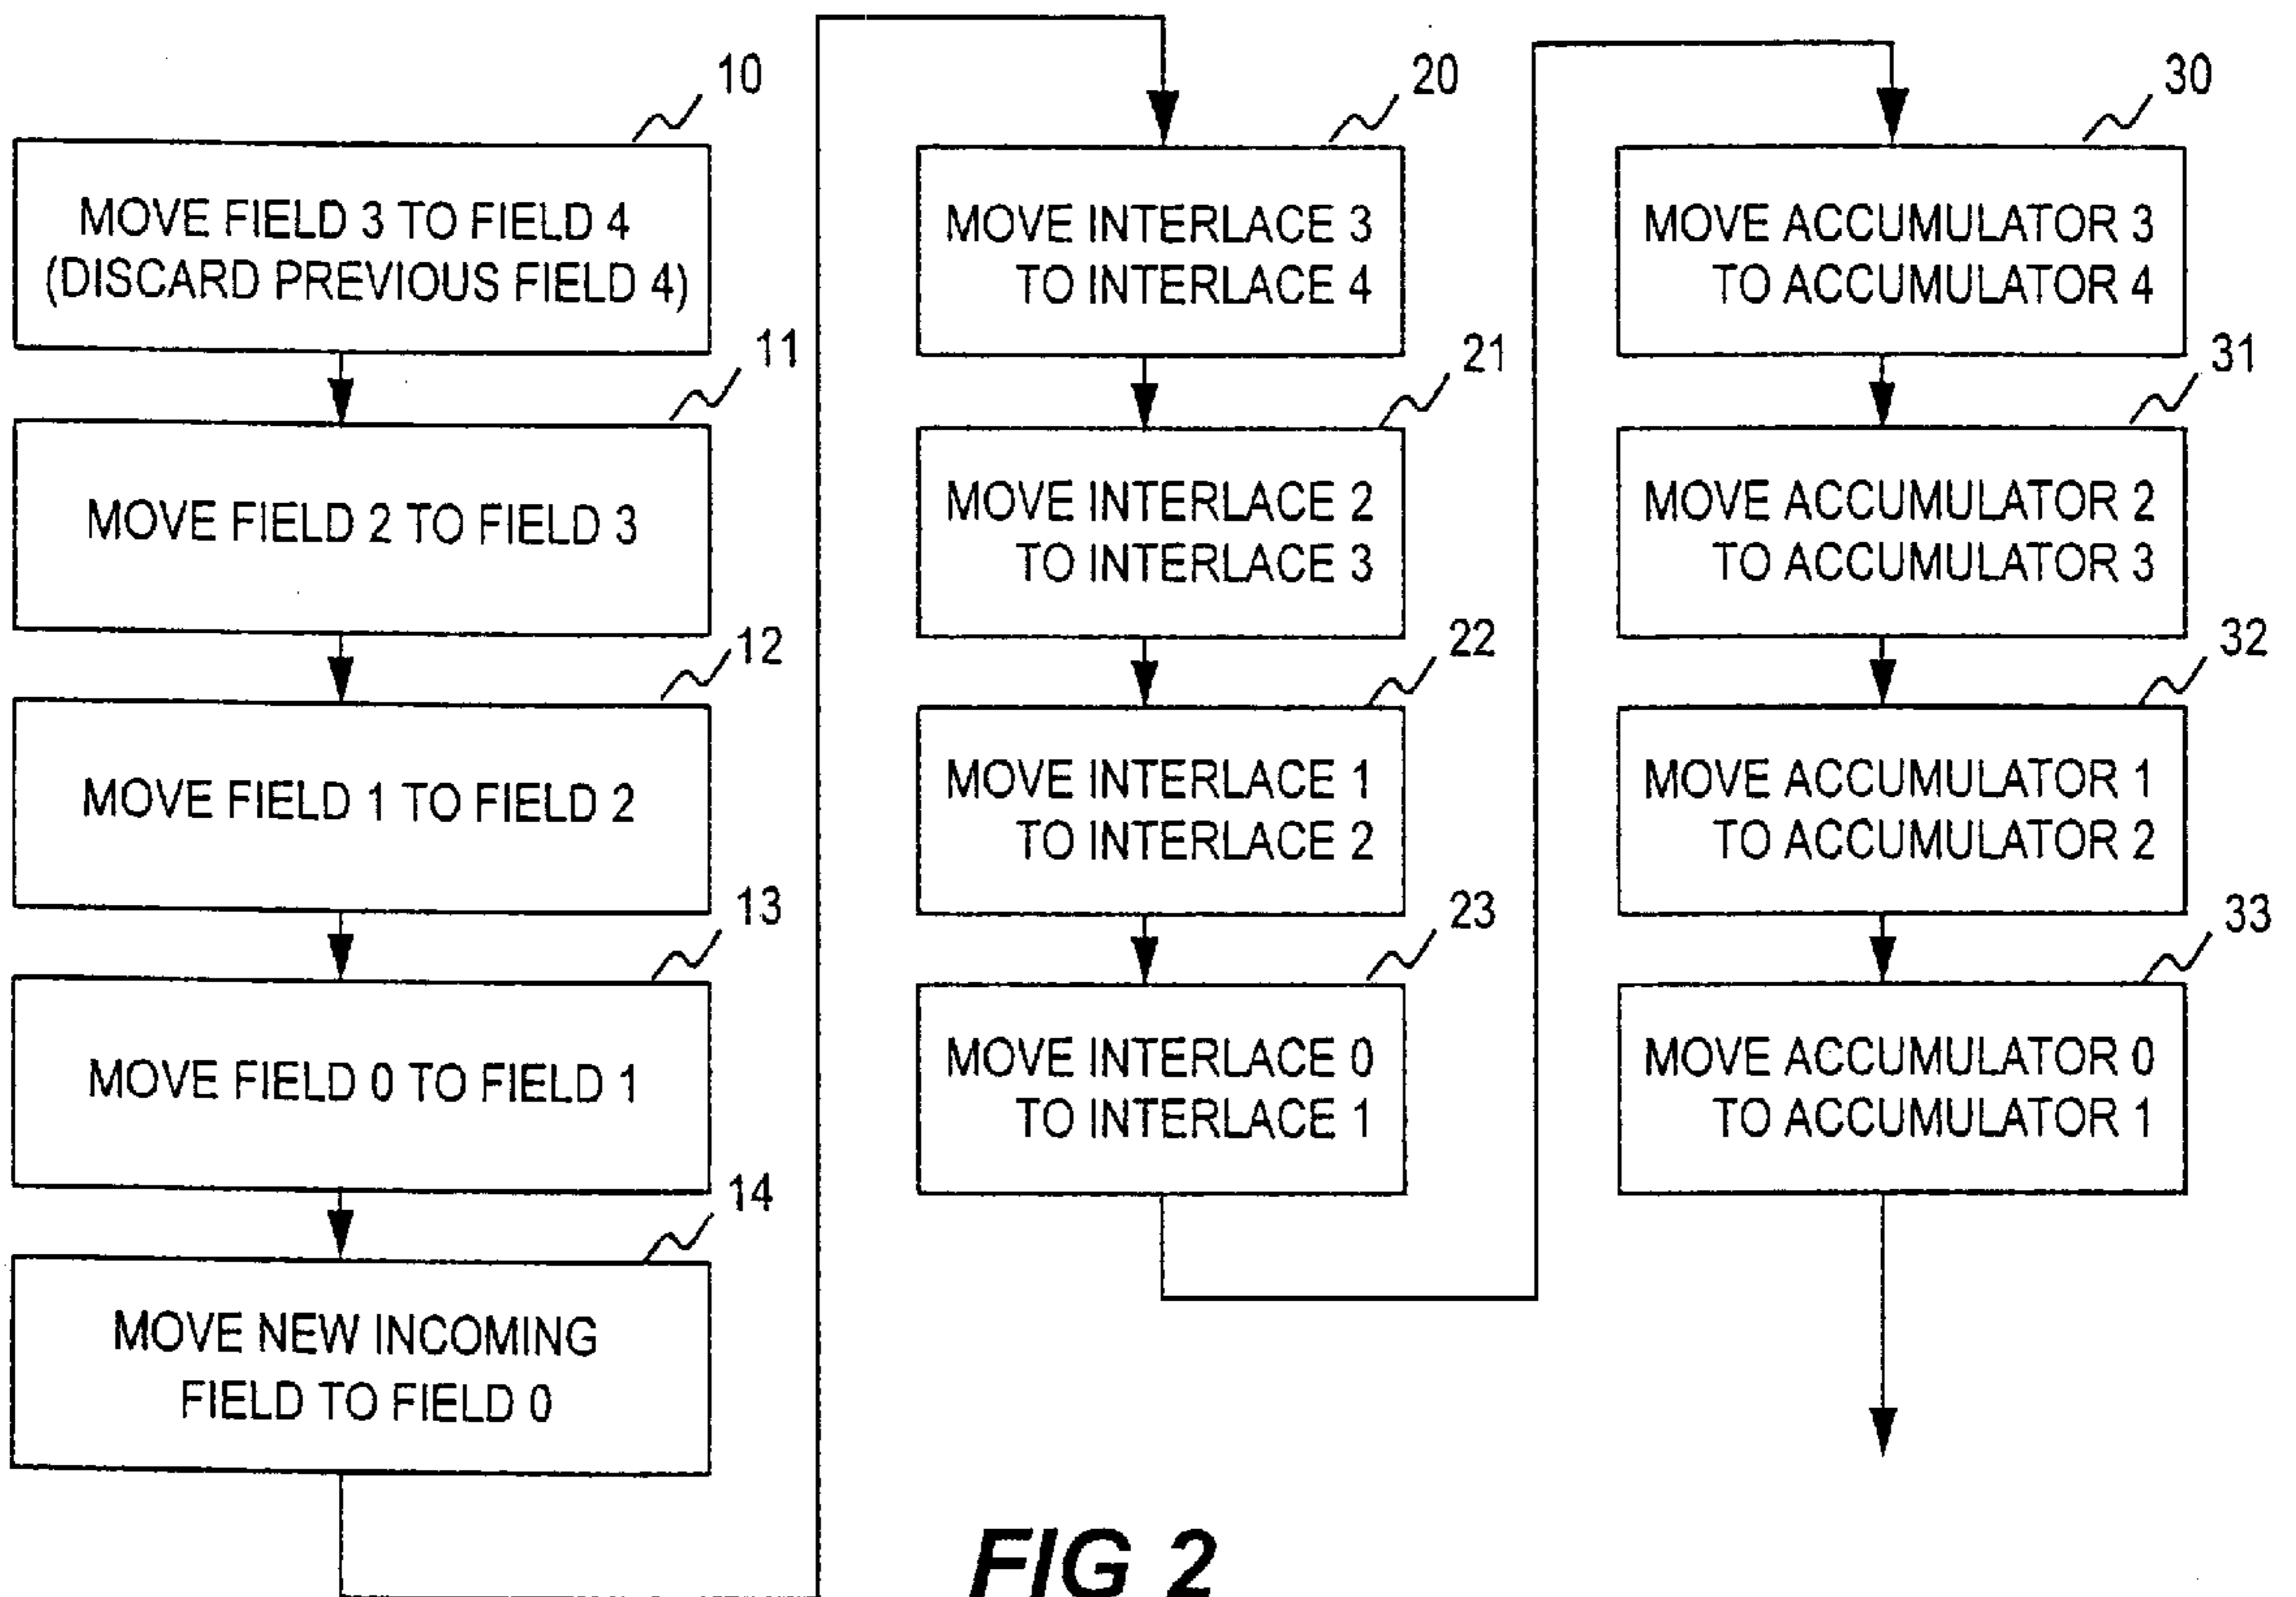 10
MOVE FIELD 3 TO FIELD 4
(DISCARD PREVIOUS FIELD 4)
11
MOVE FIELD 2 TO FIELD 3
12
MOVE FIELD 1 TO FIELD 2
13
MOVE FIELD 0 TO FIELD 1
14
MOVE NEW INCOMING
FIELD TO FIELD 0
20
MOVE INTERLACE 3
TO INTERLACE 4
21
MOVE INTERLACE 2
TO INTERLACE 3
22
MOVE INTERLACE 1
TO INTERLACE 2
23
MOVE INTERLACE 0
TO INTERLACE 1
30
MOVE ACCUMULATOR 3
TO ACCUMULATOR 4
31
MOVE ACCUMULATOR 2
TO ACCUMULATOR 3
32
MOVE ACCUMULATOR 1
TO ACCUMULATOR 2
33
MOVE ACCUMULATOR 0
TO ACCUMULATOR 1
FIG 2